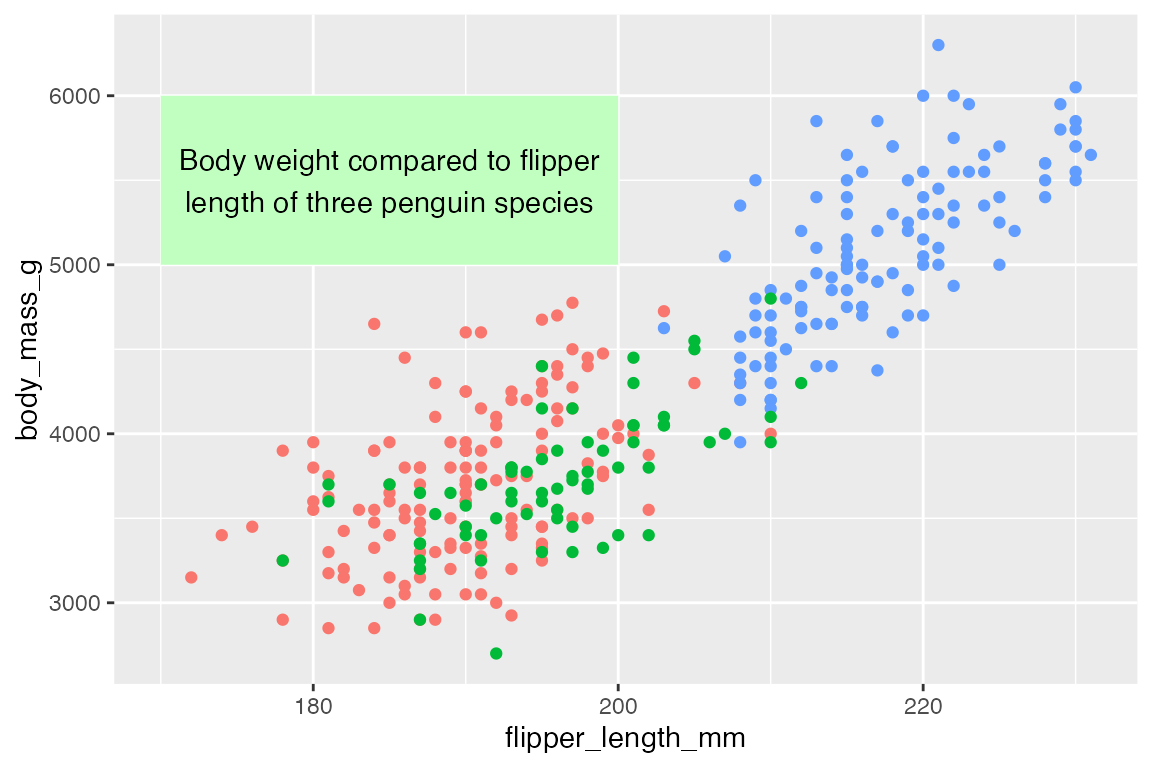 6000
5000
4000
3000
body_mass_g
Body weight compared to flipper
length of three penguin species
180
200
220
flipper_length_mm